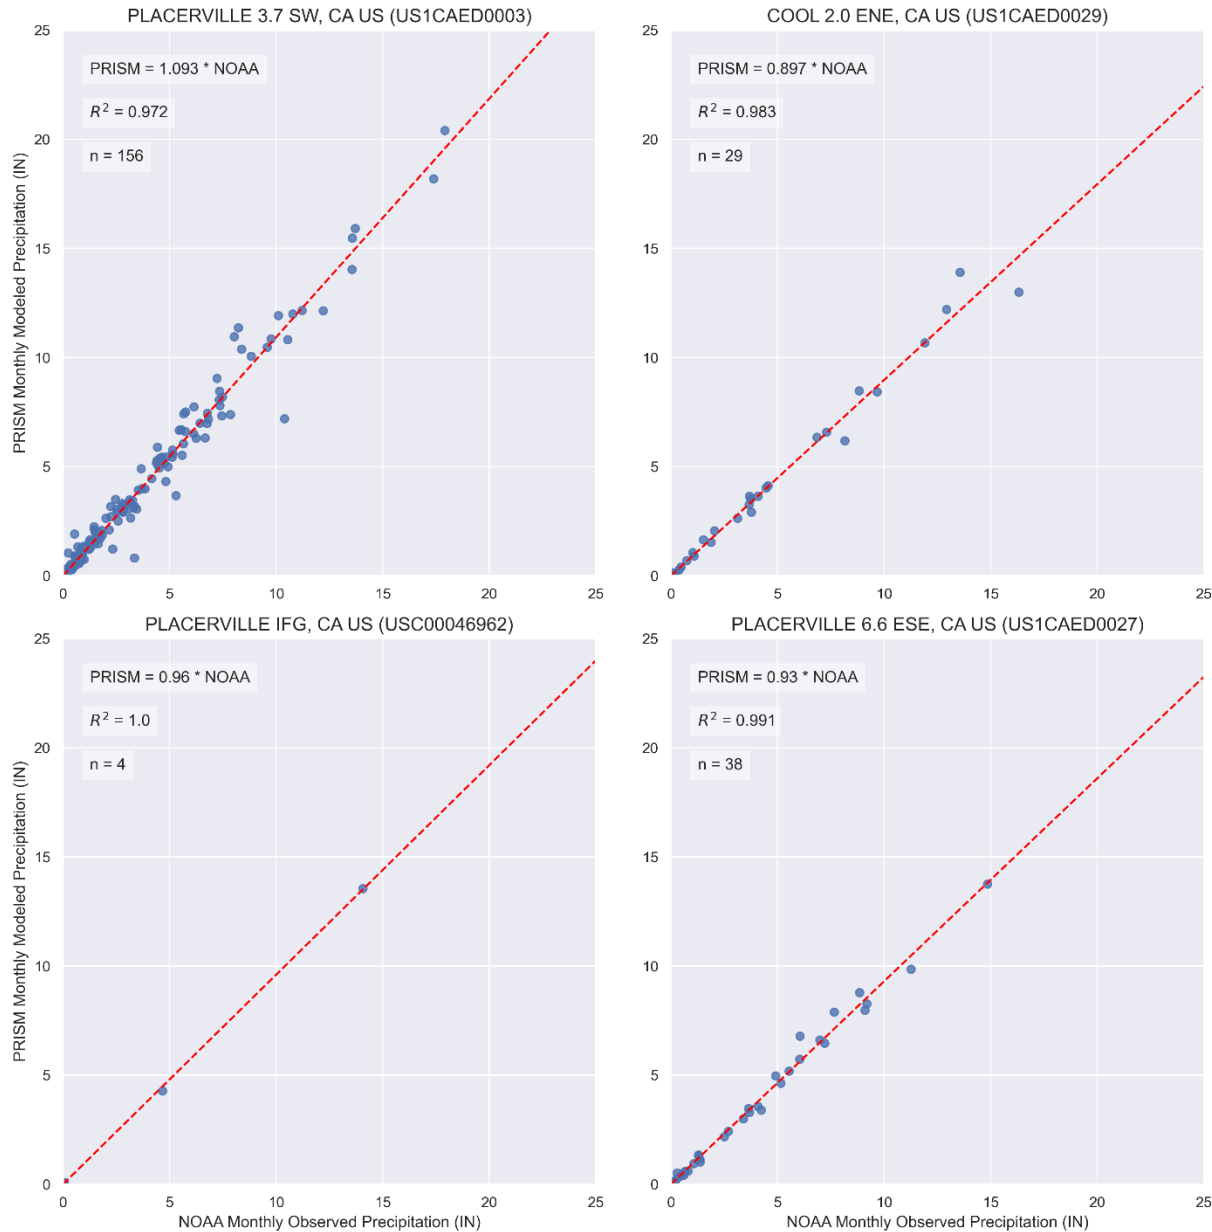 PLACERVILLE 3.7 SW, CA US (US1CAED0003)
PRISM = 1.093 * NOAA
R² = 0.972
n = 156
PRISM Monthly Modeled Precipitation (IN)
25
20
15
10
5
0
0 5 10 15 20 25
COOL 2.0 ENE, CA US (US1CAED0029)
PRISM = 0.897 * NOAA
R² = 0.983
n = 29
25
20
15
10
5
0
0 5 10 15 20 25
PLACERVILLE IFG, CA US (USC00046962)
PRISM = 0.96 * NOAA
R² = 1.0
n = 4
PRISM Monthly Modeled Precipitation (IN)
25
20
15
10
5
0
0 5 10 15 20 25
NOAA Monthly Observed Precipitation (IN)
PLACERVILLE 6.6 ESE, CA US (US1CAED0027)
PRISM = 0.93 * NOAA
R² = 0.991
n = 38
25
20
15
10
5
0
0 5 10 15 20 25
NOAA Monthly Observed Precipitation (IN)